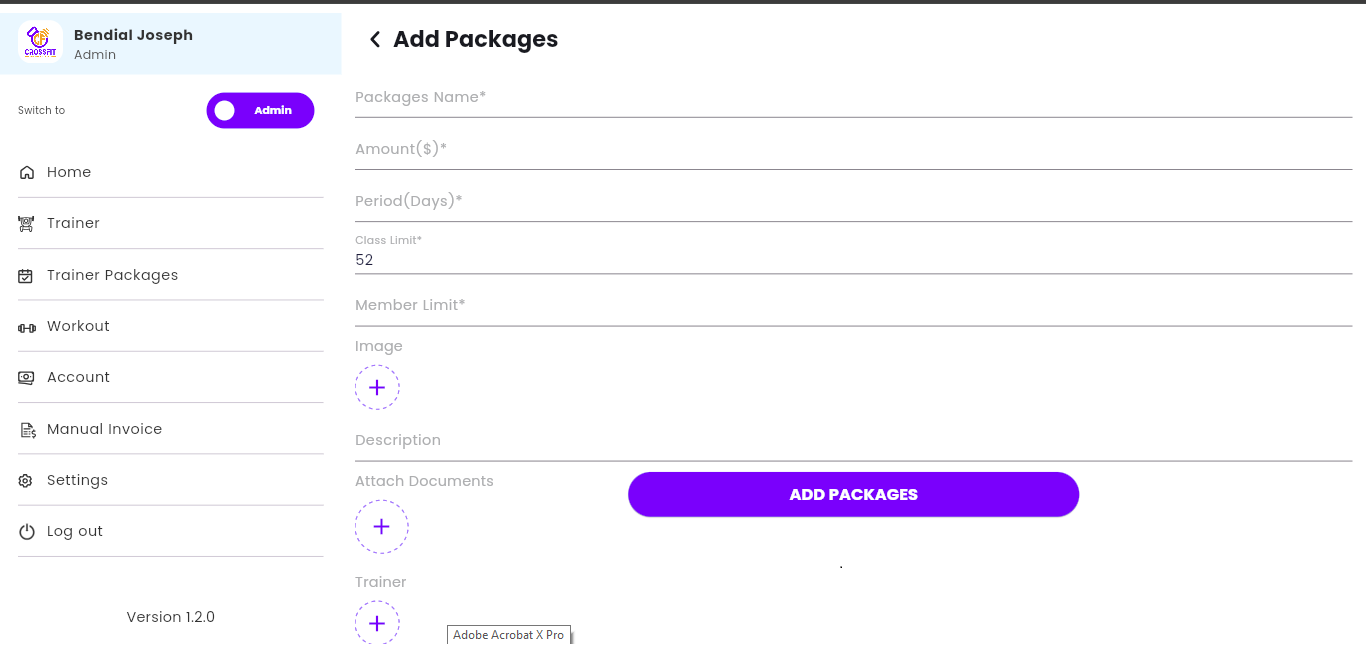 Bendial Joseph
Admin
CROSSFIT
Switch to
Admin
Home
Trainer
Trainer Packages
Workout
Account
Manual Invoice
Settings
Log out
Version 1.2.0
Add Packages
Packages Name*
Amount($)*
Period(Days)*
Class Limit*
52
Member Limit*
Image
Description
Attach Documents
ADD PACKAGES
Trainer
Adobe Acrobat X Pro